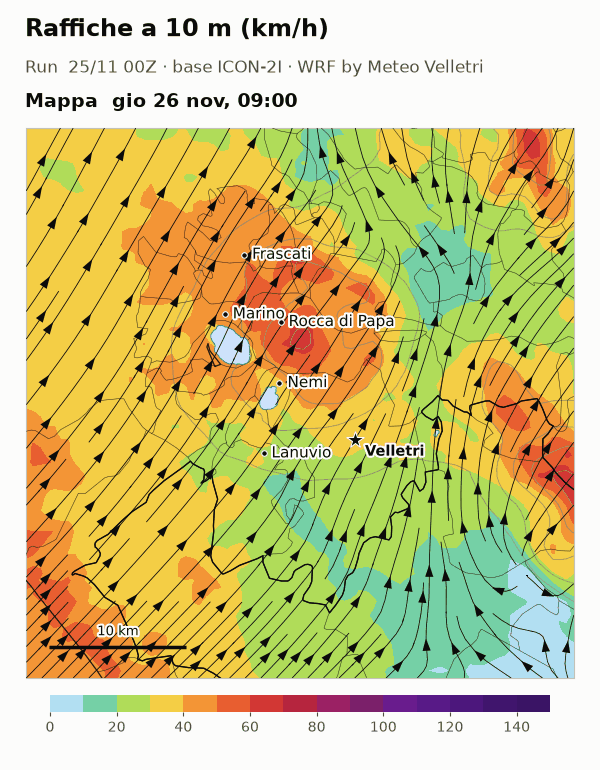 Raffiche a 10 m (km/h)
Run  25/11 00Z · base ICON-2I · WRF by Meteo Velletri
Mappa  gio 26 nov, 09:00
Frascati
Marino
Rocca di Papa
Nemi
Velletri
Lanuvio
10 km
0 20 40 60 80 100 120 140